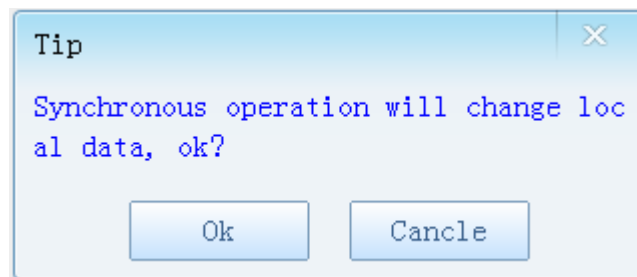 Tip
Synchronous operation will change loc
al data, ok?
Ok
Cancle